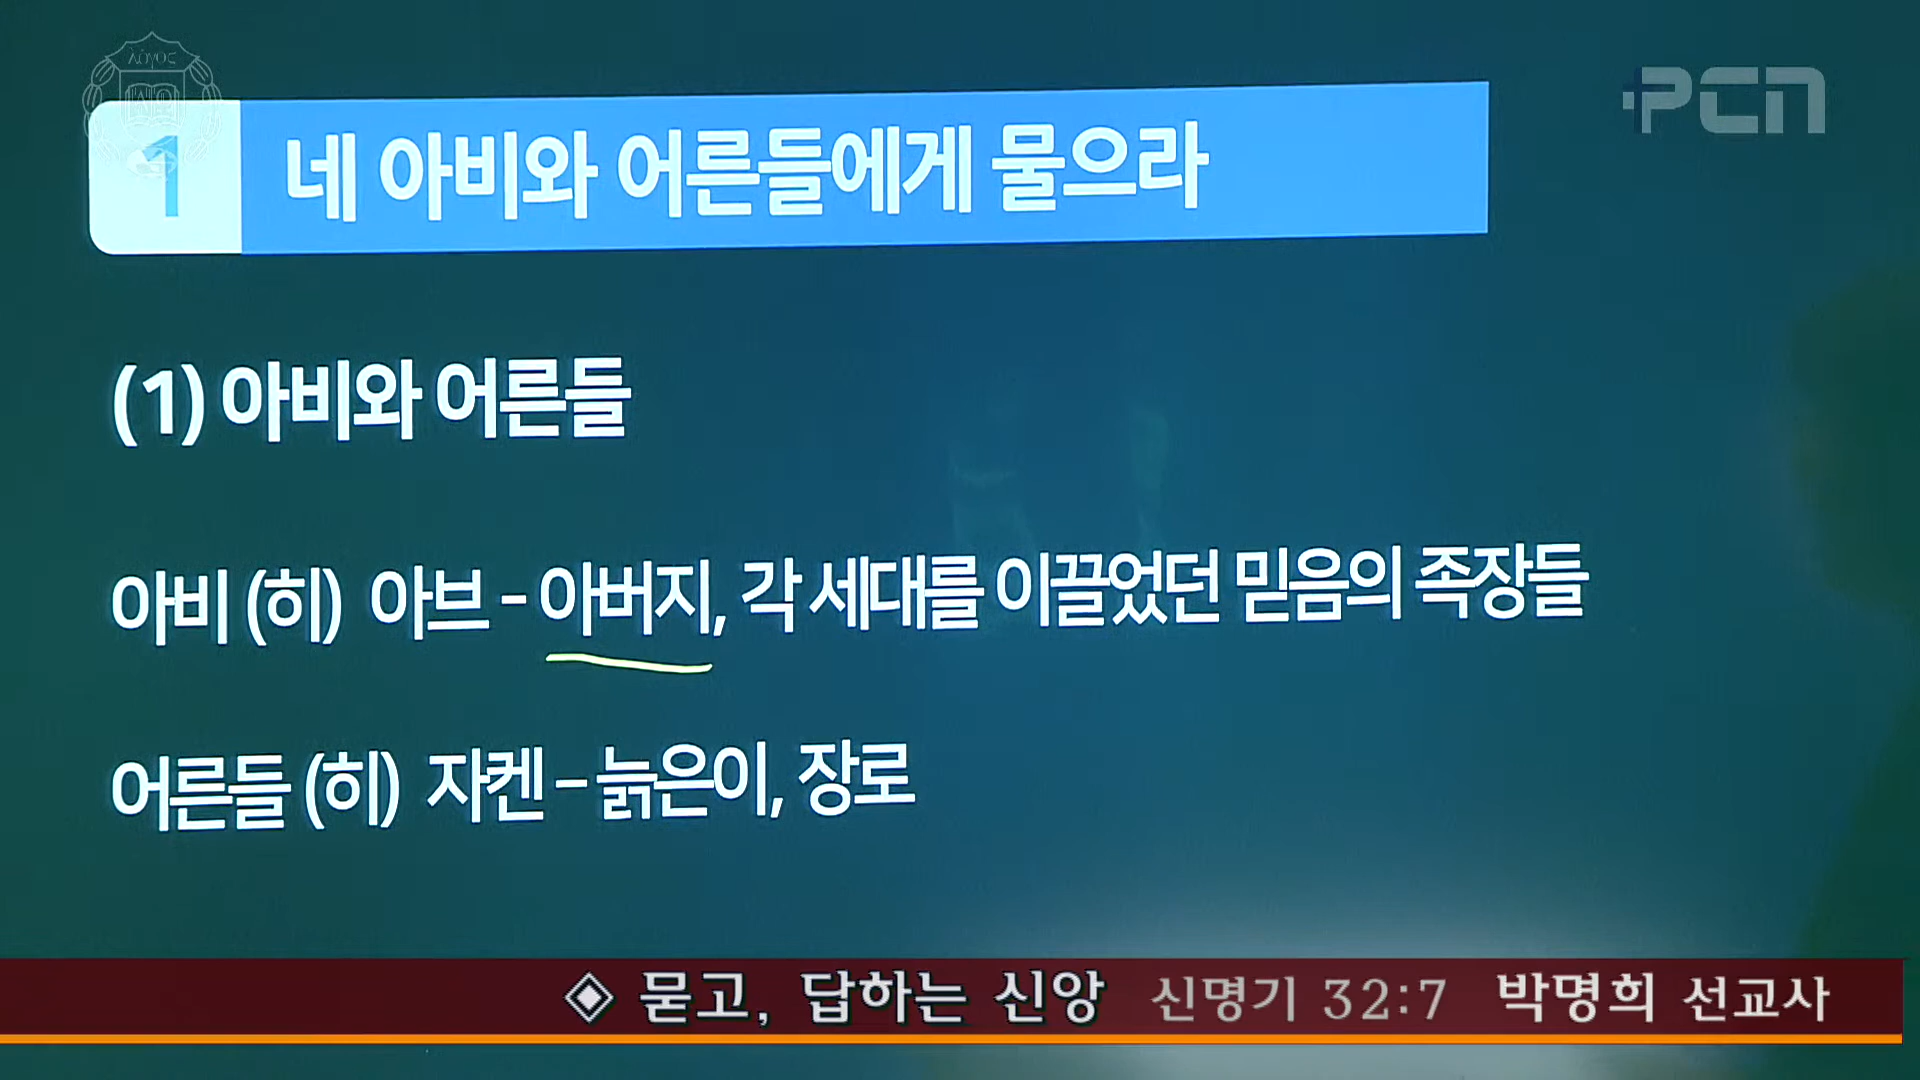 λόγος
PCN
1 네 아비와 어른들에게 물으라
(1) 아비와 어른들
아비 (히) 아브 - 아버지, 각 세대를 이끌었던 믿음의 족장들
어른들 (히) 자켄 - 늙은이, 장로
◈ 묻고, 답하는 신앙 신명기 32:7 박명희 선교사